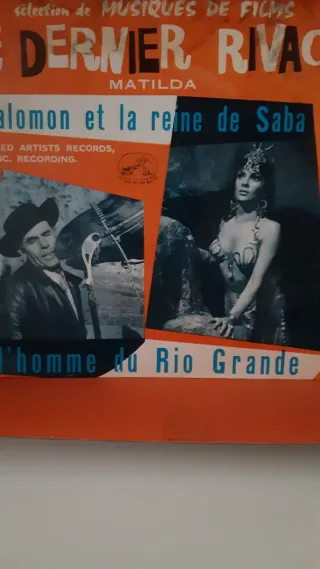 sélection de MUSIQUES DE FILMS
E DERNIER RIVAG
MATILDA
alomon et la reine de Saba
ED ARTISTS RECORDS,
NC. RECORDING.
l'homme du Rio Grande